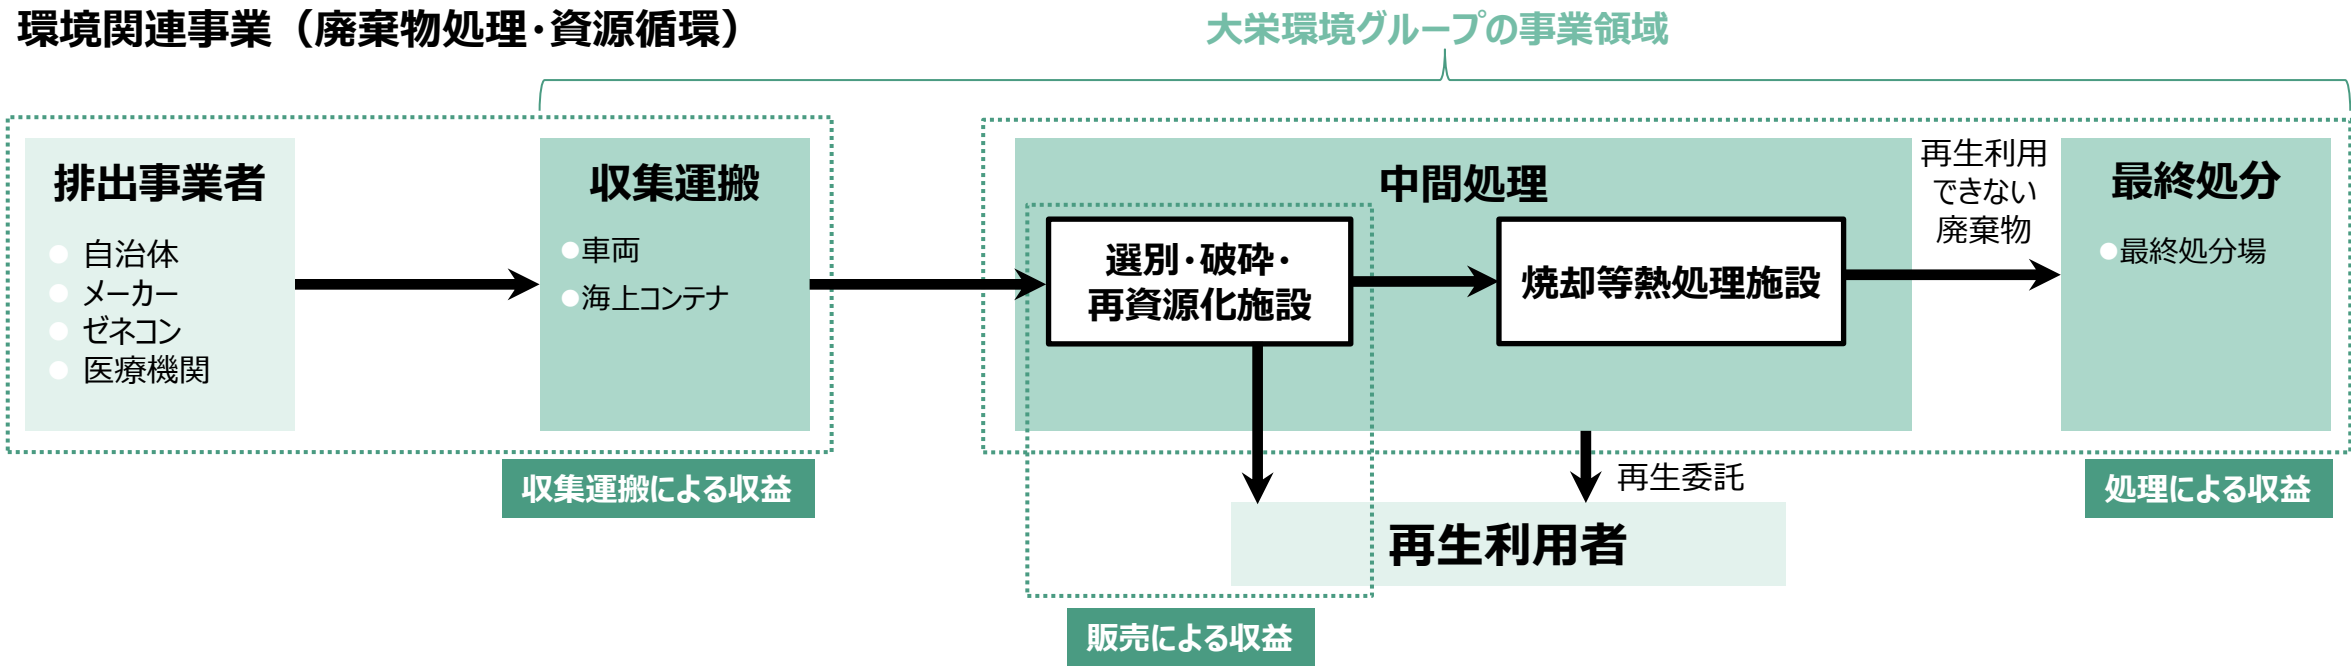 環境関連事業（廃棄物処理・資源循環）
大栄環境グループの事業領域
排出事業者
自治体
メーカー
ゼネコン
医療機関
収集運搬
車両
海上コンテナ
収集運搬による収益
中間処理
選別・破砕・
再資源化施設
焼却等熱処理施設
再生利用
できない
廃棄物
最終処分
最終処分場
処理による収益
再生委託
再生利用者
販売による収益